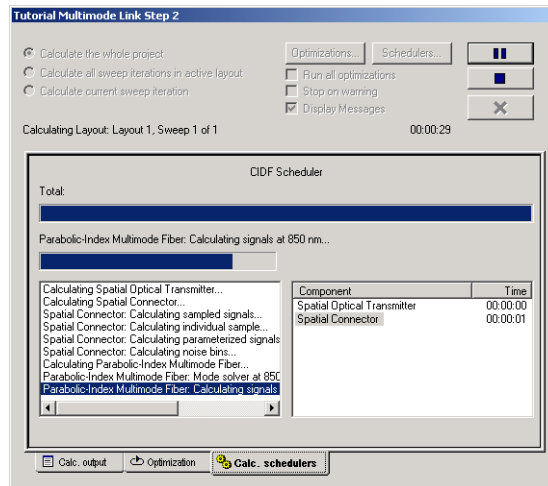 Tutorial Multimode Link Step 2
Calculate the whole project
Optimizations...
Schedulers...
Calculate all sweep iterations in active layout
Run all optimizations
Calculate current sweep iteration
Stop on warning
Display Messages
Calculating Layout: Layout 1, Sweep 1 of 1
00:00:29
CIDF Scheduler
Total:
Parabolic-Index Multimode Fiber: Calculating signals at 850 nm...
Calculating Spatial Optical Transmitter...
Calculating Spatial Connector...
Spatial Connector: Calculating sampled signals...
Spatial Connector: Calculating individual sample...
Spatial Connector: Calculating parameterized signals
Spatial Connector: Calculating noise bins...
Calculating Parabolic-Index Multimode Fiber...
Parabolic-Index Multimode Fiber: Mode solver at 850
Parabolic-Index Multimode Fiber: Calculating signals
Component Time
Spatial Optical Transmitter 00:00:00
Spatial Connector 00:00:01
Calc. output
Optimization
Calc. schedulers